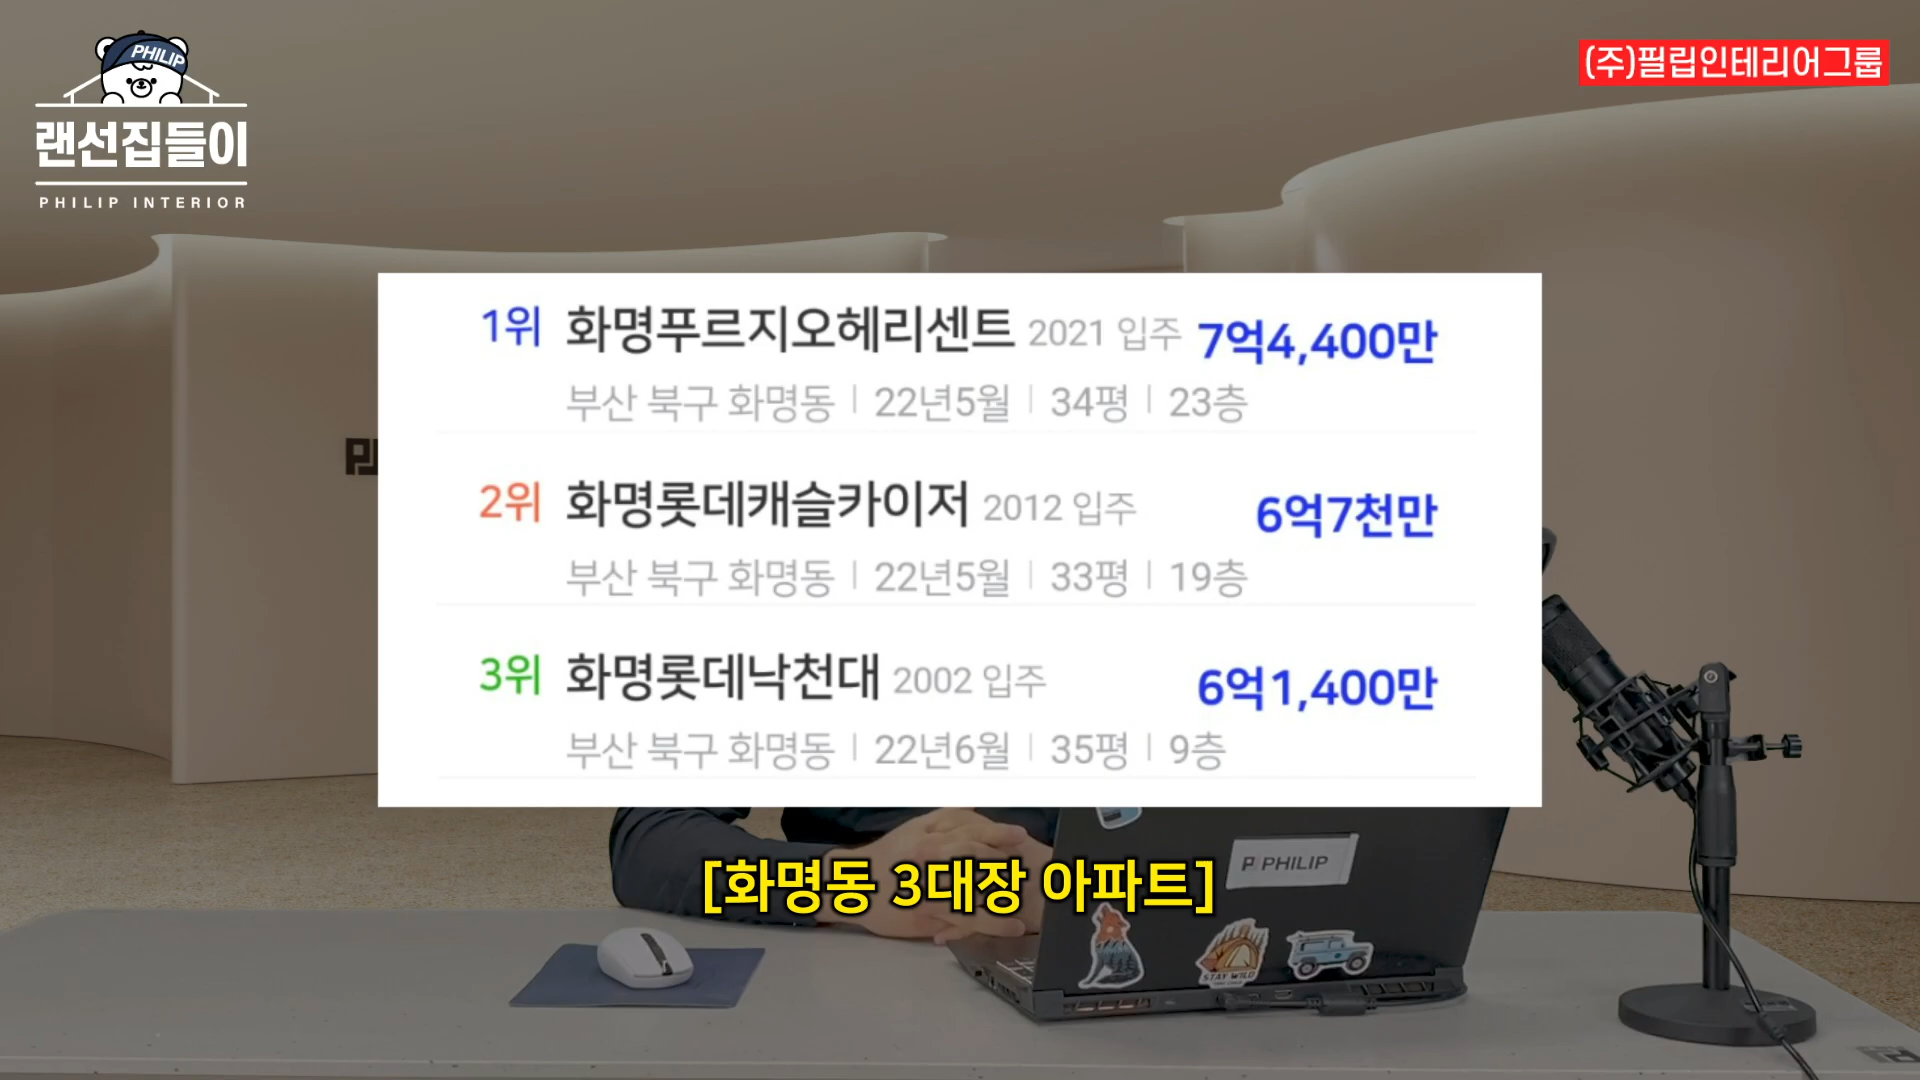 PHILIP
랜선집들이
PHILIP INTERIOR
(주)필립인테리어그룹
1위 화명푸르지오헤리센트 2021 입주 7억4,400만
부산 북구 화명동 | 22년5월 | 34평 | 23층
2위 화명롯데캐슬카이저 2012 입주 6억7천만
부산 북구 화명동 | 22년5월 | 33평 | 19층
3위 화명롯데낙천대 2002 입주 6억1,400만
부산 북구 화명동 | 22년6월 | 35평 | 9층
[화명동 3대장 아파트]
PHILIP
STAY WILD